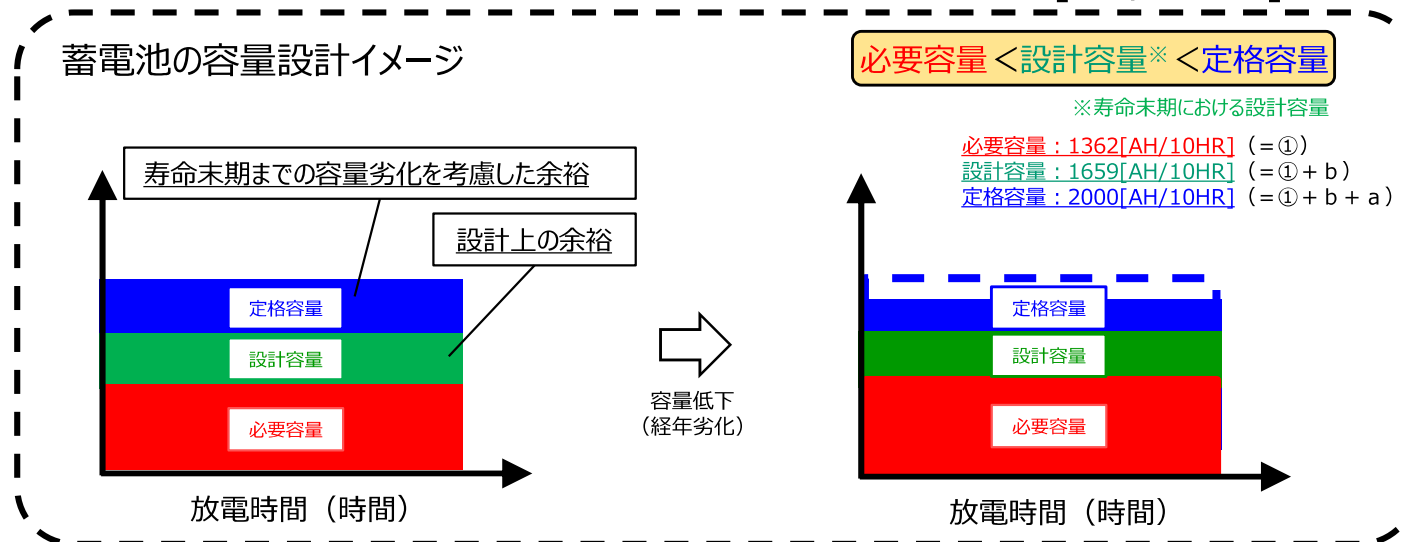 蓄電池の容量設計イメージ
必要容量＜設計容量※＜定格容量
※寿命末期における設計容量
必要容量：1362[AH/10HR]（=①）
設計容量：1659[AH/10HR]（=①+ｂ）
定格容量：2000[AH/10HR]（=①+ｂ+ａ）
寿命末期までの容量劣化を考慮した余裕
設計上の余裕
定格容量
設計容量
必要容量
放電時間（時間）
容量低下
（経年劣化）
定格容量
設計容量
必要容量
放電時間（時間）